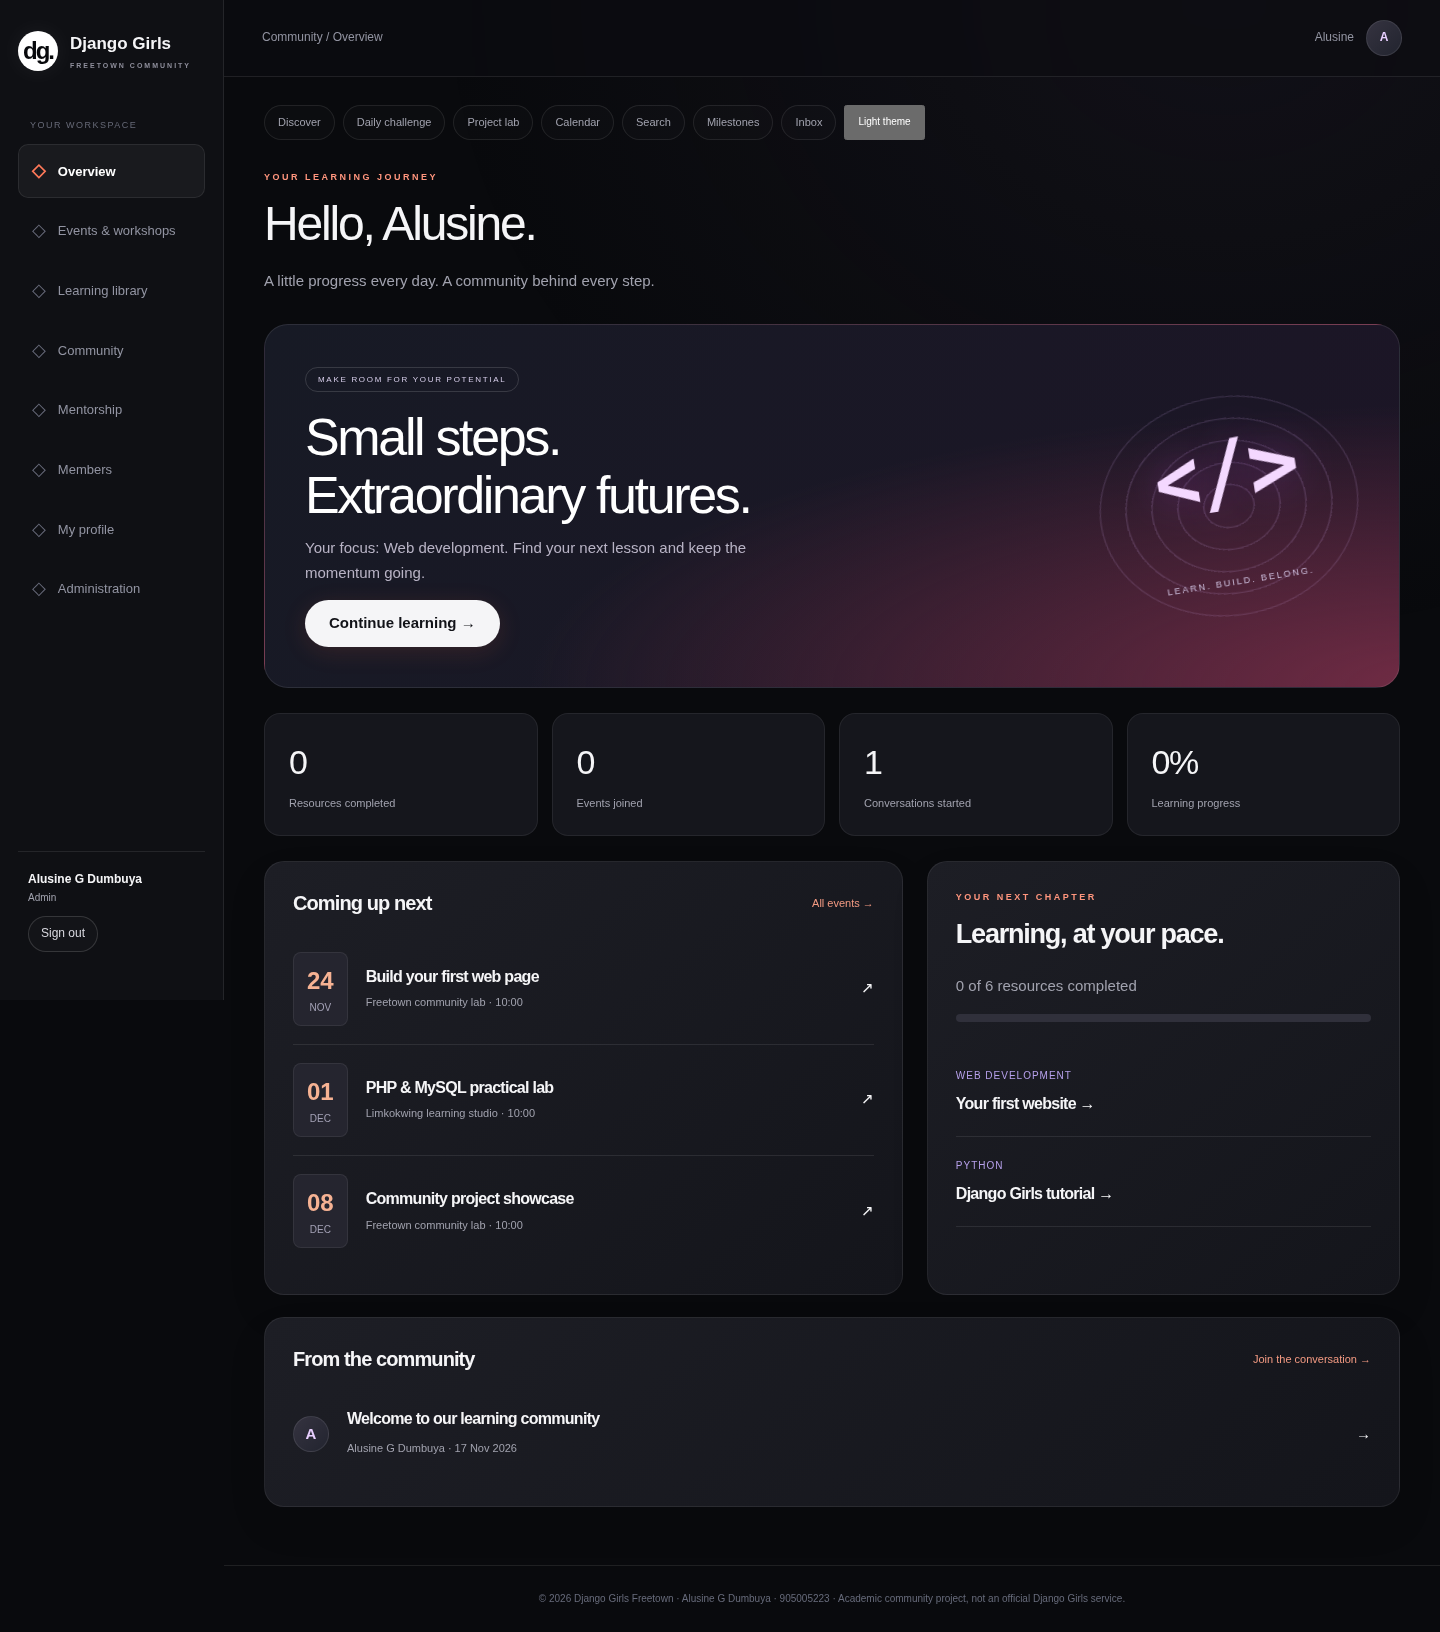 dg.
Django Girls
FREETOWN COMMUNITY
YOUR WORKSPACE
Overview
Events & workshops
Learning library
Community
Mentorship
Members
My profile
Administration
Alusine G Dumbuya
Admin
Sign out
Community / Overview
Alusine A
Discover Daily challenge Project lab Calendar Search Milestones Inbox Light theme
YOUR LEARNING JOURNEY
Hello, Alusine.
A little progress every day. A community behind every step.
MAKE ROOM FOR YOUR POTENTIAL
Small steps.
Extraordinary futures.
Your focus: Web development. Find your next lesson and keep the
momentum going.
Continue learning →
</>
LEARN. BUILD. BELONG.
0
Resources completed
0
Events joined
1
Conversations started
0%
Learning progress
Coming up next
All events →
24
NOV
Build your first web page
Freetown community lab · 10:00
↗
01
DEC
PHP & MySQL practical lab
Limkokwing learning studio · 10:00
↗
08
DEC
Community project showcase
Freetown community lab · 10:00
↗
YOUR NEXT CHAPTER
Learning, at your pace.
0 of 6 resources completed
WEB DEVELOPMENT
Your first website →
PYTHON
Django Girls tutorial →
From the community
Join the conversation →
A
Welcome to our learning community
Alusine G Dumbuya · 17 Nov 2026
→
© 2026 Django Girls Freetown · Alusine G Dumbuya · 905005223 · Academic community project, not an official Django Girls service.